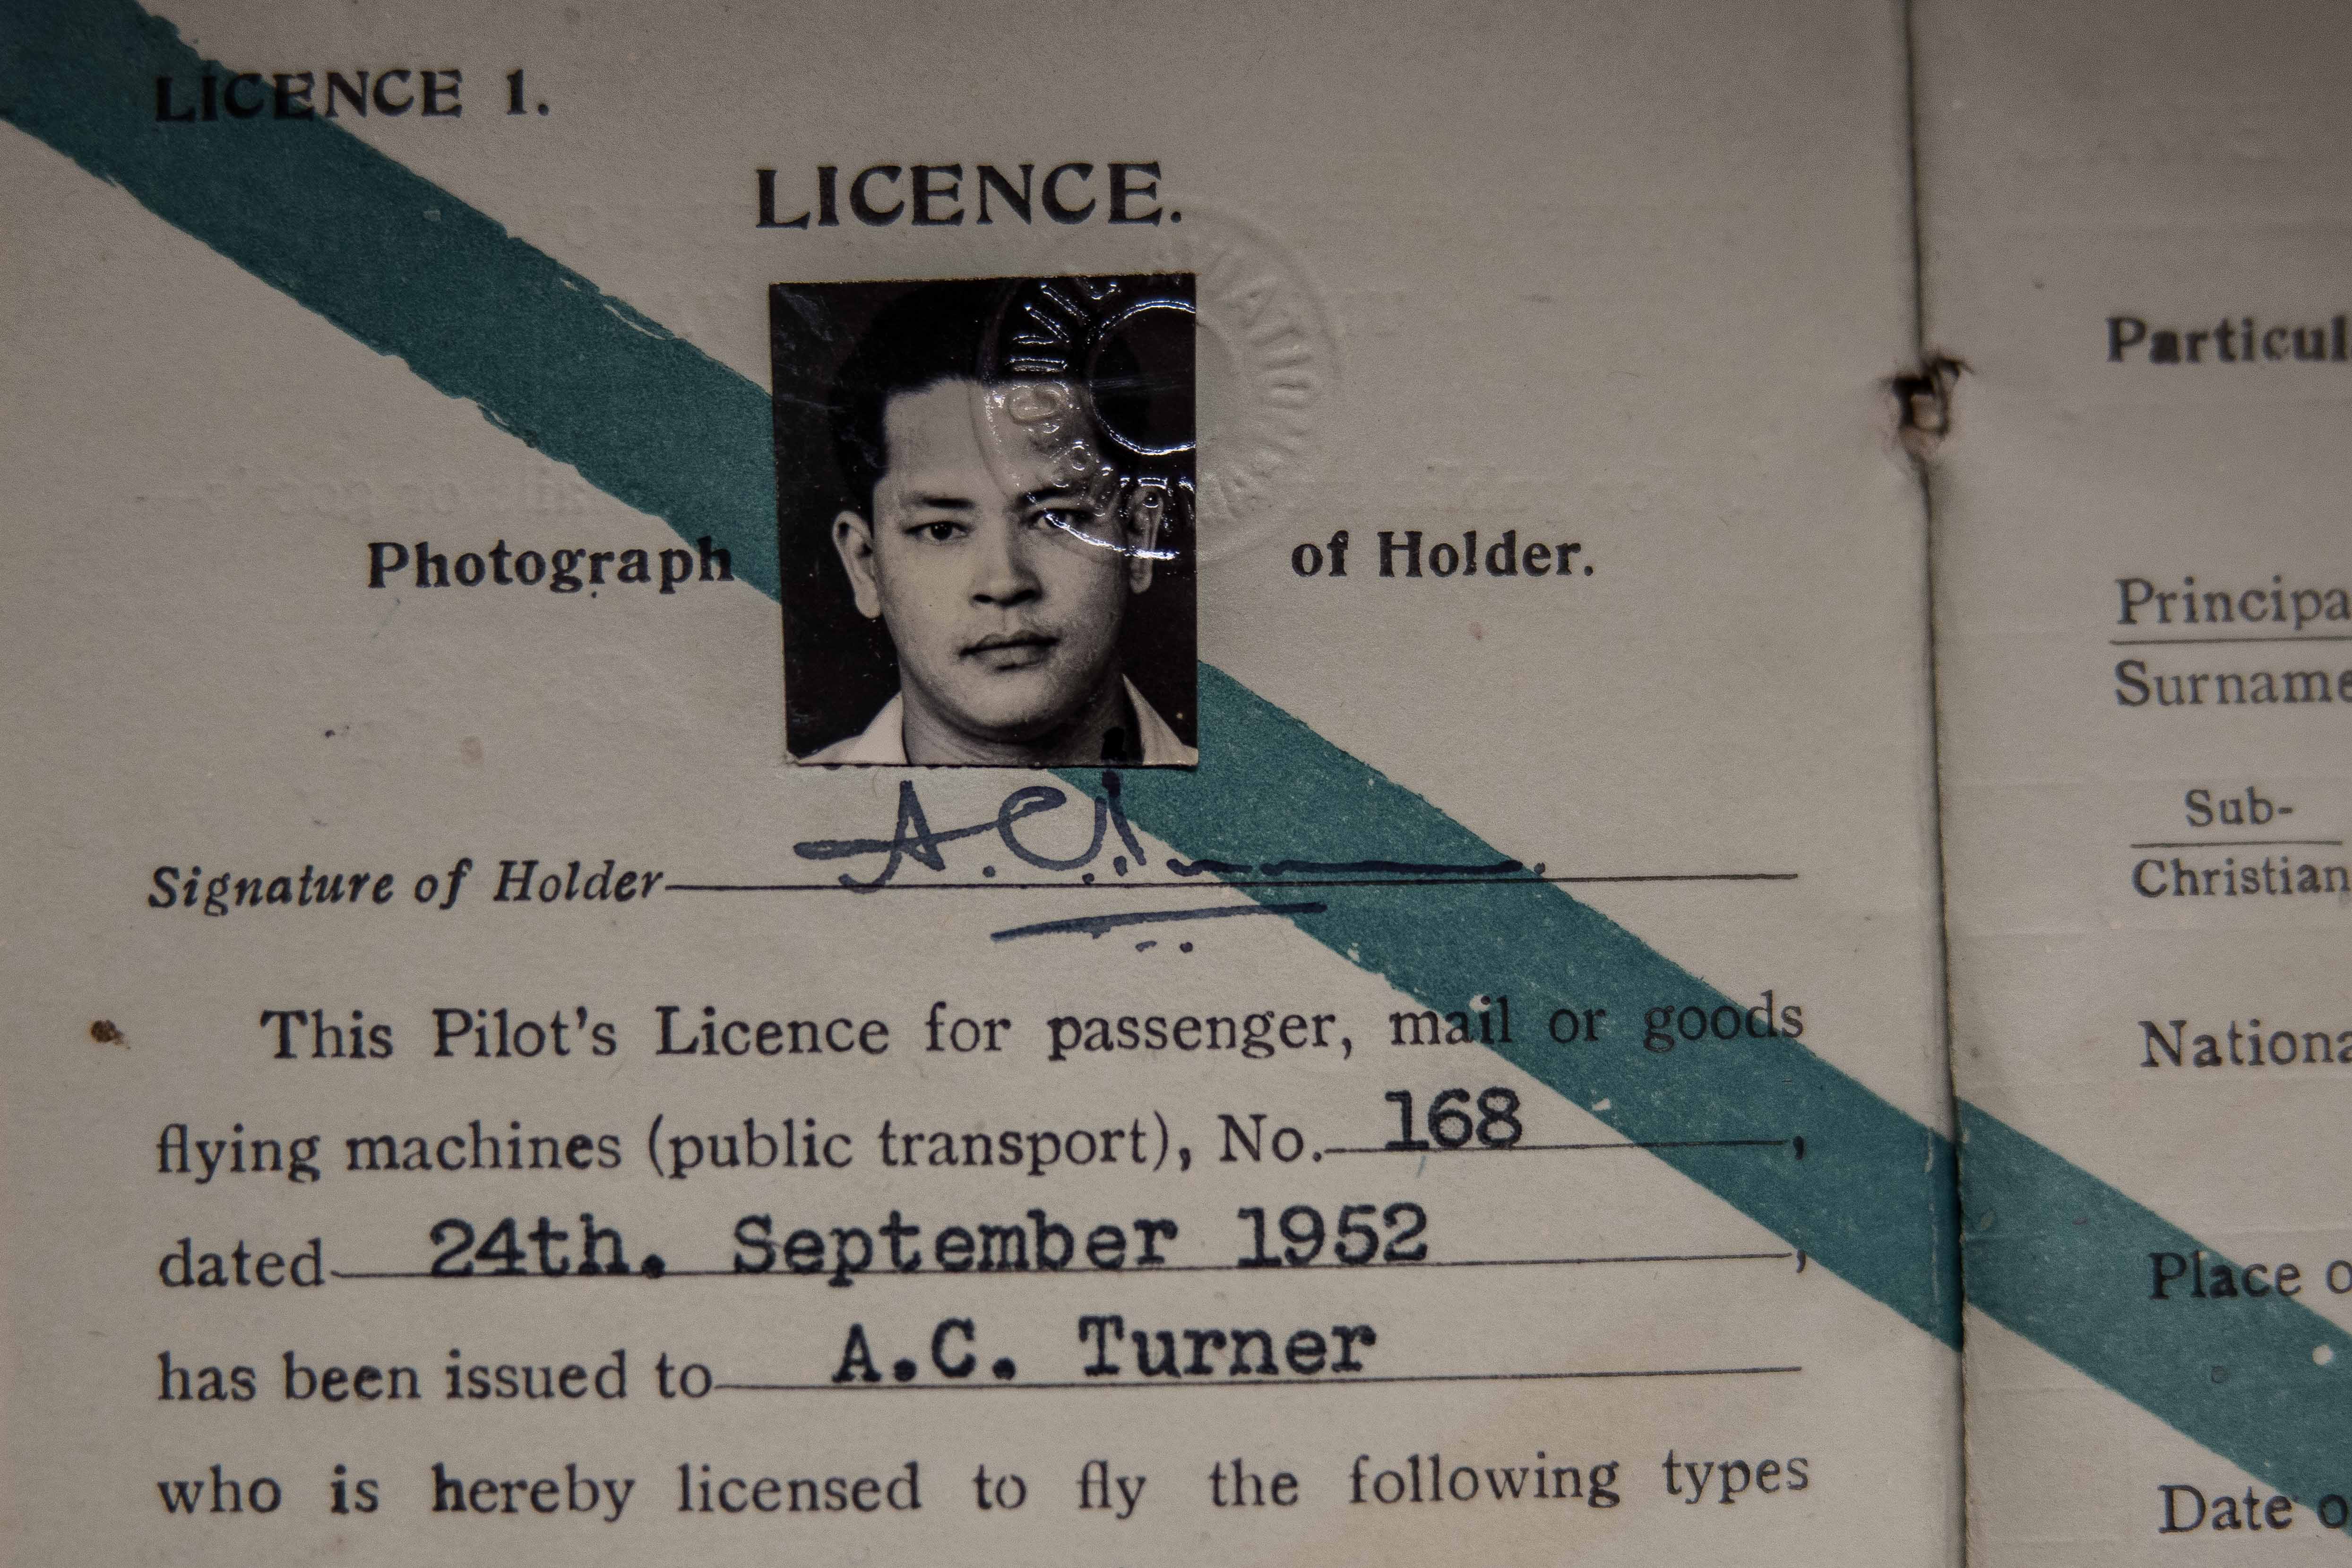 LICENCE 1.
LICENCE.
CIVIL AVIATIO
Photograph of Holder.
Signature of Holder
This Pilot's Licence for passenger, mail or goods
flying machines (public transport), No. 168,
dated 24th. September 1952,
has been issued to A.C. Turner
who is hereby licensed to fly the following types
Particul
Principa
Surname
Sub-
Christian
Nationa
Place o
Date o